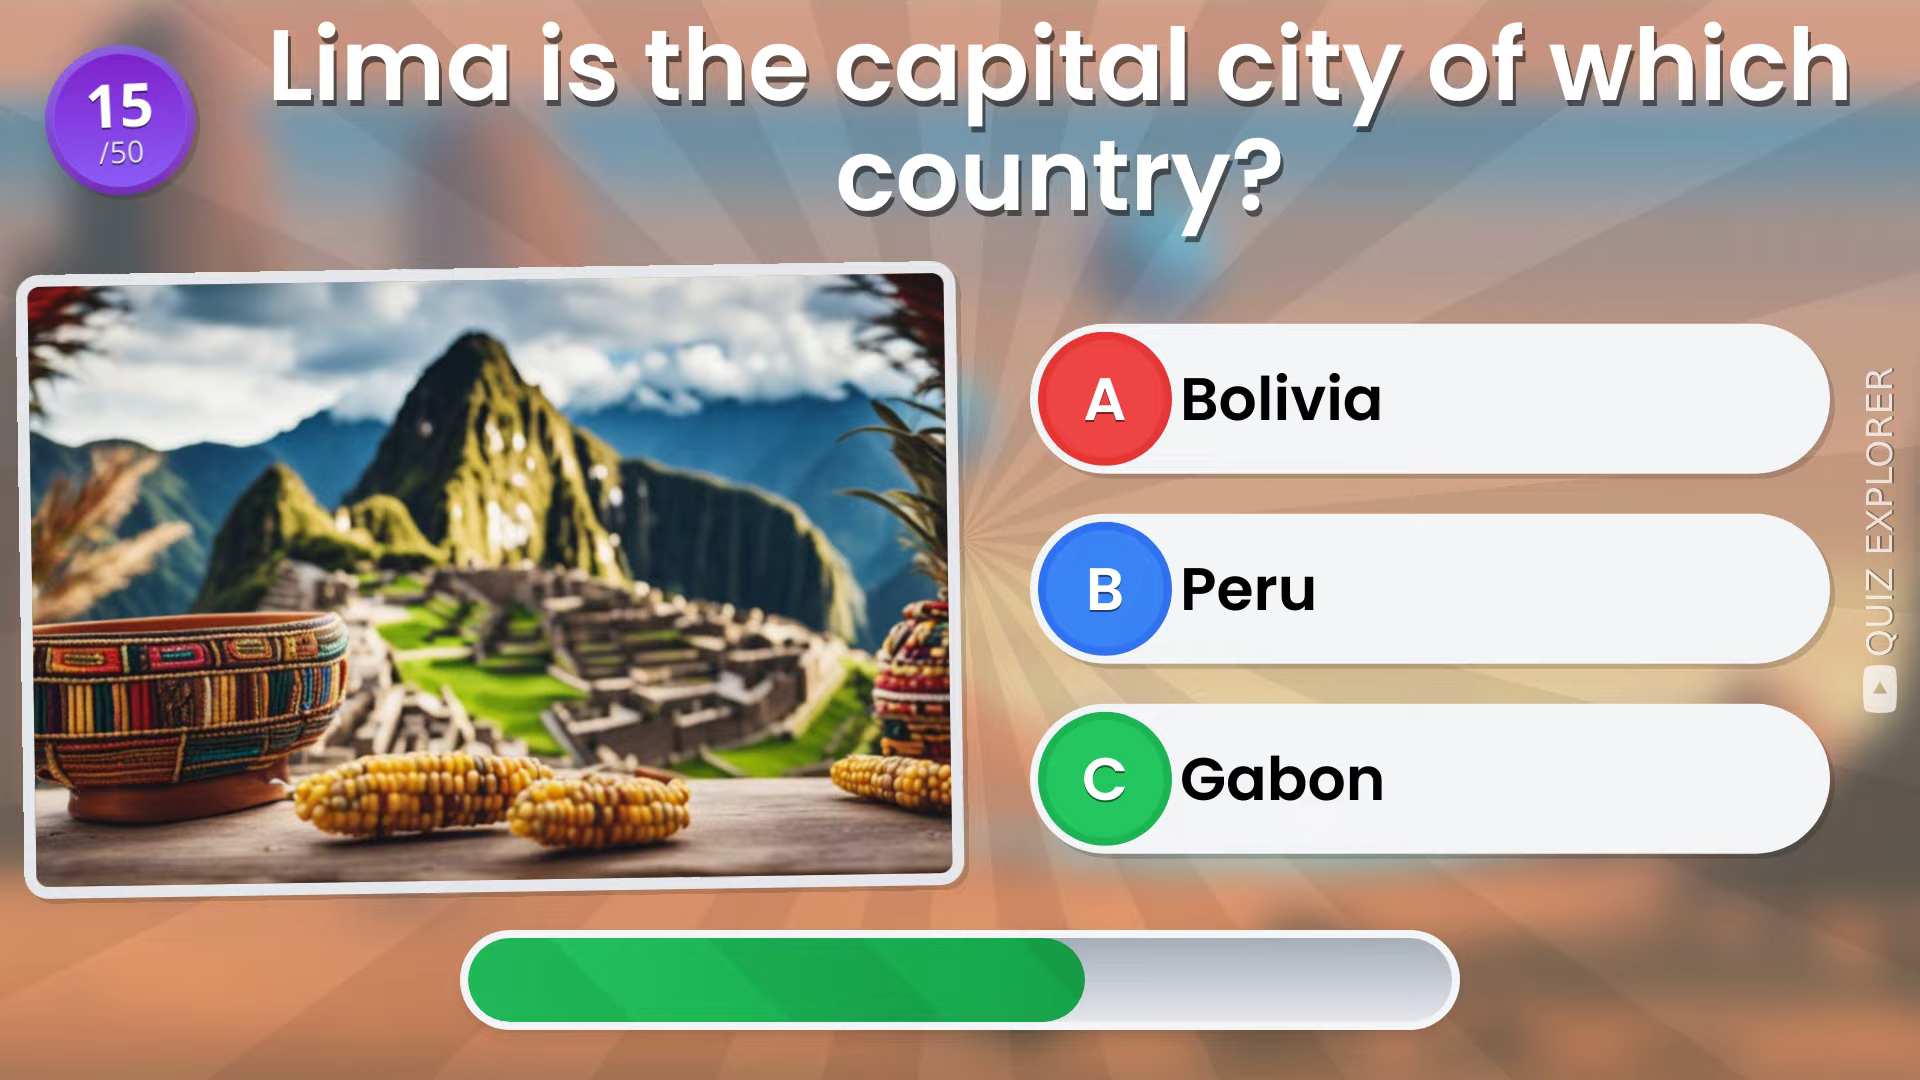 15
/50
Lima is the capital city of which
country?
A Bolivia
B Peru
C Gabon
QUIZ EXPLORER